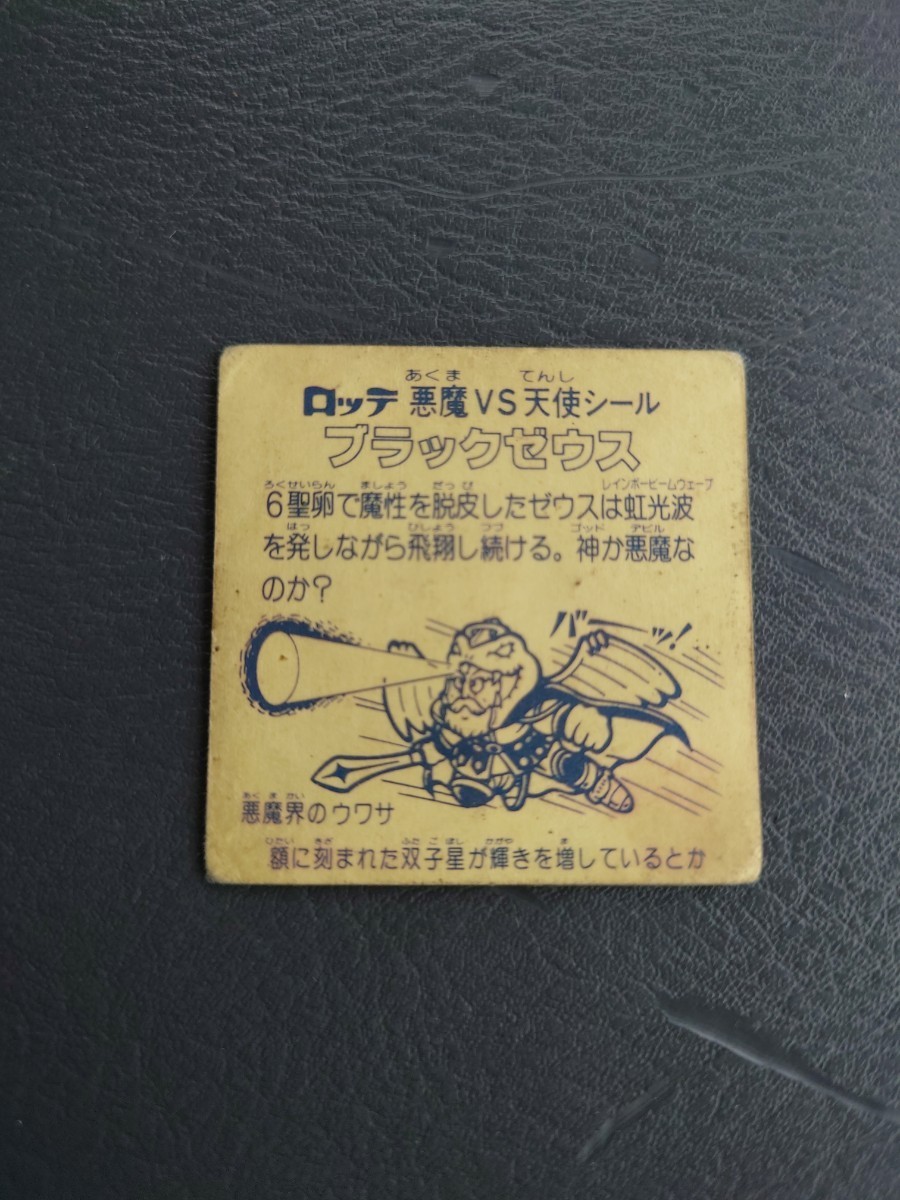 あくま てんし
ロッテ 悪魔VS天使シール
ブラックゼウス
ろくせいらん ましょう だっぴ レインボービームウェーブ
6聖卵で魔性を脱皮したゼウスは虹光波
はっ ひしょう つづ ゴッド デビル
を発しながら飛翔し続ける。神か悪魔な
のか?
バーッ!
あくまかい
悪魔界のウワサ
ひたい きざ ふたごぼし かがや ま
額に刻まれた双子星が輝きを増しているとか